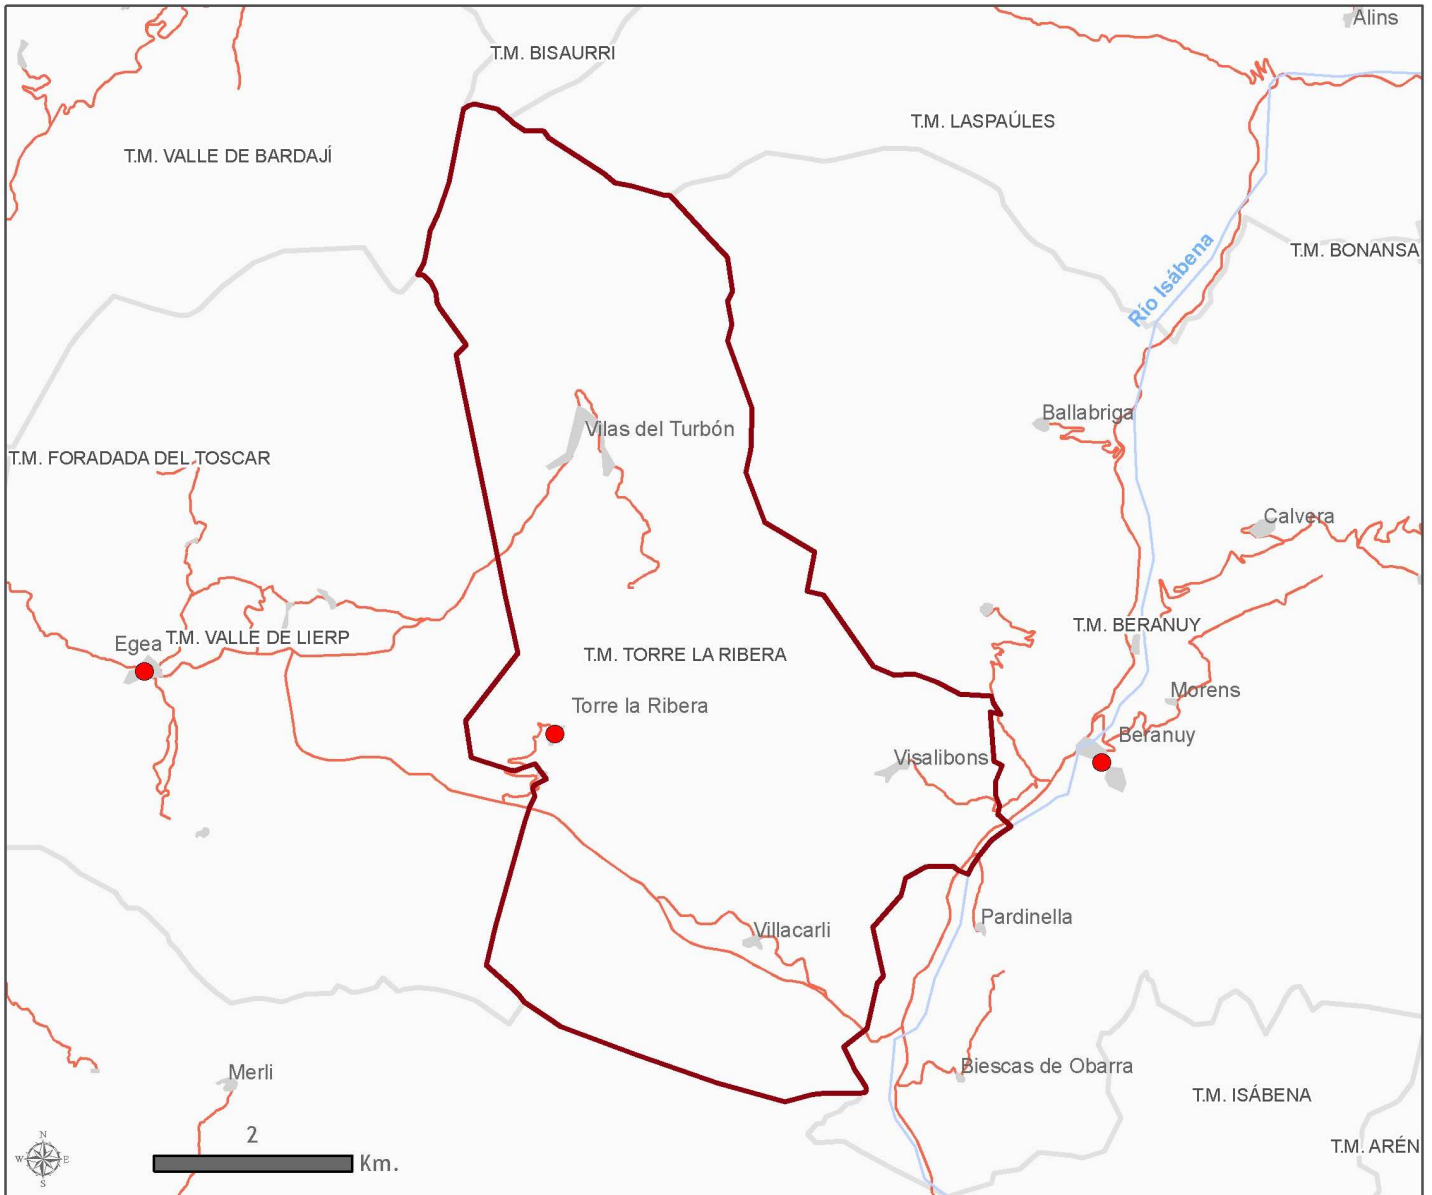 Alins
T.M. BISAURRI
T.M. LASPAÚLES
T.M. VALLE DE BARDAJÍ
T.M. BONANSA
Río Isábena
Ballabriga
Vilas del Turbón
T.M. FORADADA DEL TOSCAR
Calvera
T.M. BERANUY
T.M. VALLE DE LIERP
Egea
T.M. TORRE LA RIBERA
Morens
Torre la Ribera
Beranuy
Visalibons
Pardinella
Villacarli
Biescas de Obarra
Merli
T.M. ISÁBENA
T.M. ARÉN
N
W E
S
2
Km.